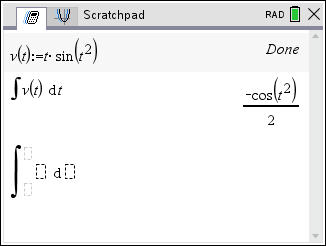 Scratchpad RAD
v(t):=t· sin(t²) Done
∫v(t) dt -cos(t²)/2
∫ d